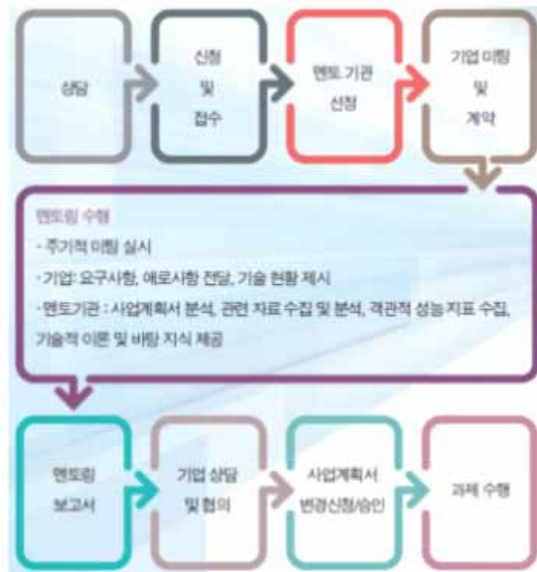 상담
신청
및
접수
멘토 기관
선정
기업 미팅
및
계약
멘토링 수행
· 주기적 미팅 실시
· 기업: 요구사항, 애로사항 전달, 기술 현황 제시
· 멘토기관 : 사업계획서 분석, 관련 자료 수집 및 분석, 객관적 성능 지표 수집,
기술적 이론 및 바탕 지식 제공
멘토링
보고서
기업 상담
및 협의
사업계획서
변경신청/승인
과제 수행